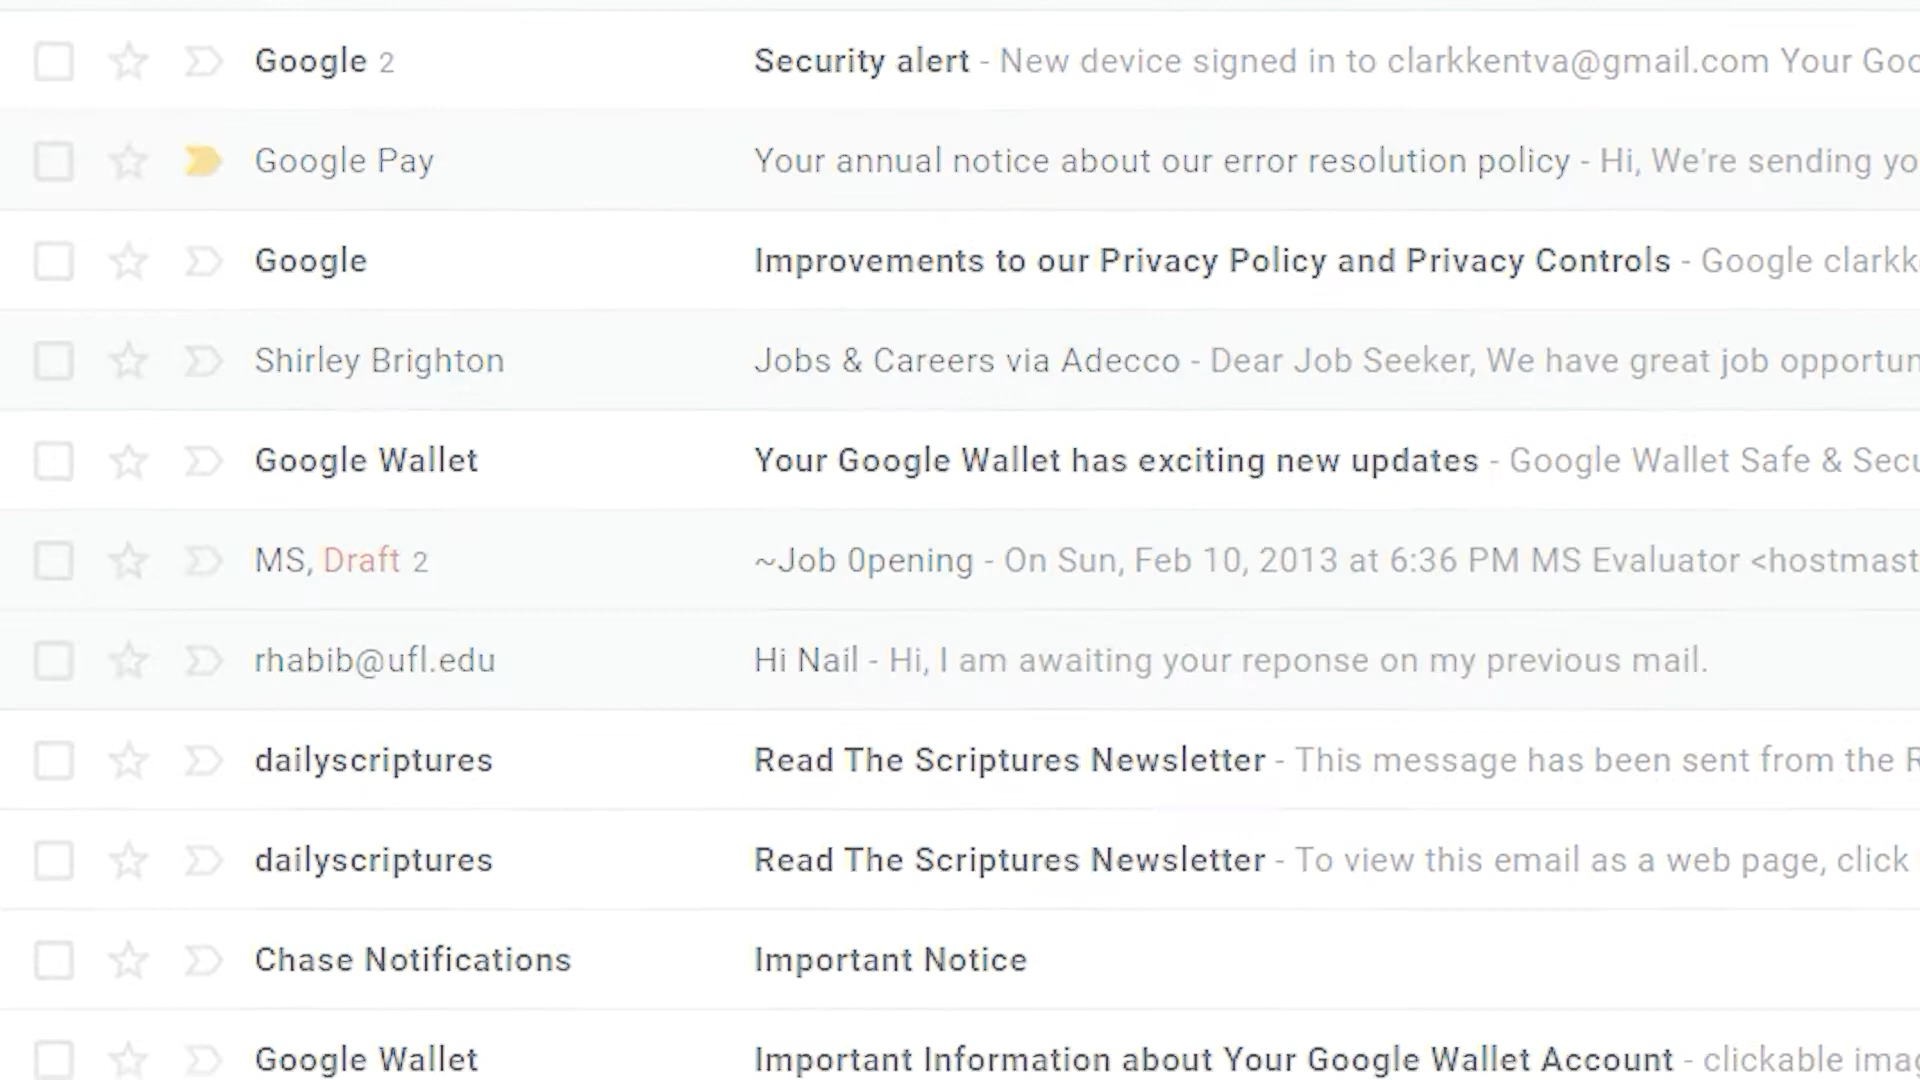 Google 2 Security alert - New device signed in to clarkkentva@gmail.com Your Goo
Google Pay Your annual notice about our error resolution policy - Hi, We're sending yo
Google Improvements to our Privacy Policy and Privacy Controls - Google clarkk
Shirley Brighton Jobs & Careers via Adecco - Dear Job Seeker, We have great job opportun
Google Wallet Your Google Wallet has exciting new updates - Google Wallet Safe & Secu
MS, Draft 2 ~Job 0pening - On Sun, Feb 10, 2013 at 6:36 PM MS Evaluator <hostmast
rhabib@ufl.edu Hi Nail - Hi, I am awaiting your reponse on my previous mail.
dailyscriptures Read The Scriptures Newsletter - This message has been sent from the R
dailyscriptures Read The Scriptures Newsletter - To view this email as a web page, click
Chase Notifications Important Notice
Google Wallet Important Information about Your Google Wallet Account - clickable imag